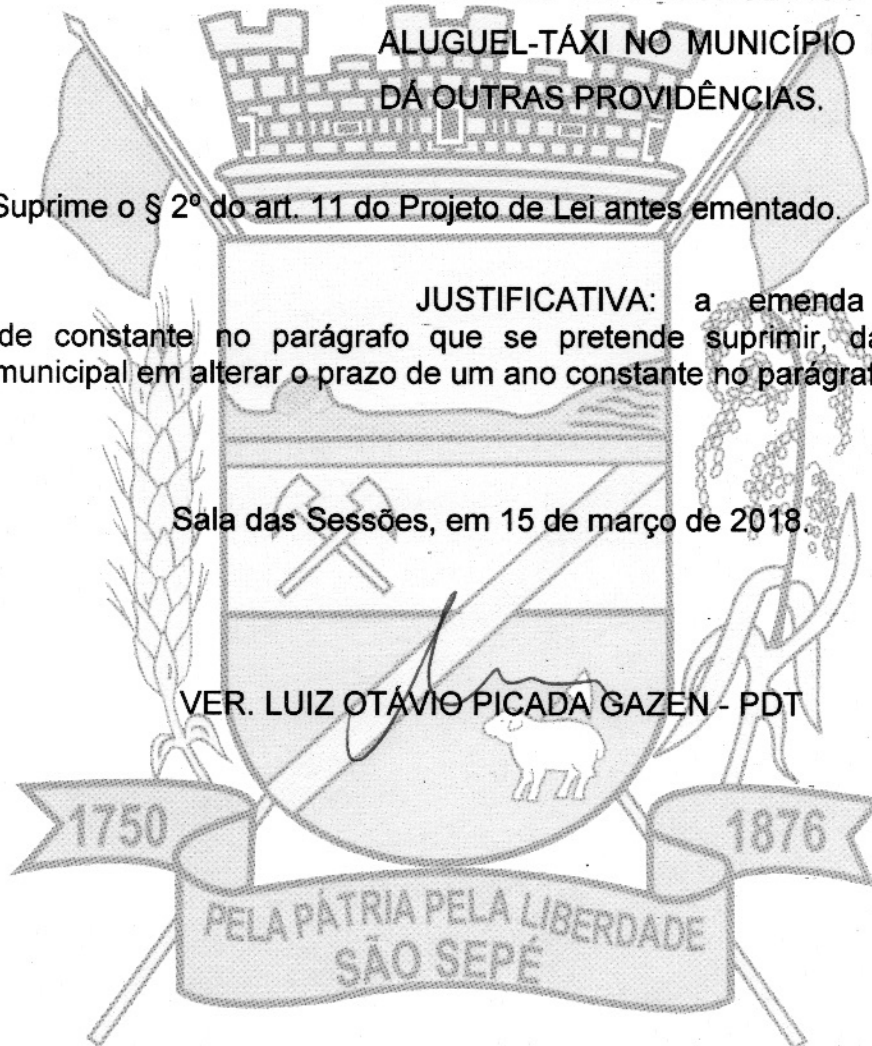 ALUGUEL-TÁXI NO MUNICÍPIO
DÁ OUTRAS PROVIDÊNCIAS.
Suprime o § 2º do art. 11 do Projeto de Lei antes ementado.
JUSTIFICATIVA: a emenda
de constante no parágrafo que se pretende suprimir,
municipal em alterar o prazo de um ano constante no
Sala das Sessões, em 15 de março de 2018.
VER. LUIZ OTÁVIO PICADA GAZEN - PDT
1750
1876
PELA PÁTRIA PELA LIBERDADE
SÃO SEPÉ